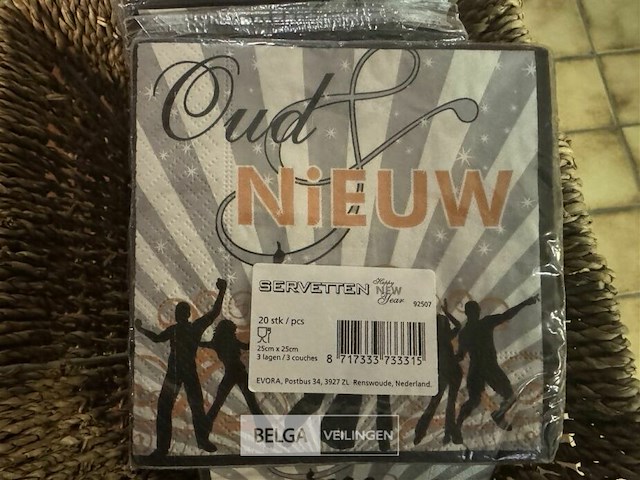 Oud &
NiEUW
SERVETTEN
Happy
NEW
Year
92507
20 stk / pcs
25cm x 25cm
3 lagen / 3 couches
8 717333 733315
EVORA, Postbus 34, 3927 ZL Renswoude, Nederland.
BELGA VEILINGEN